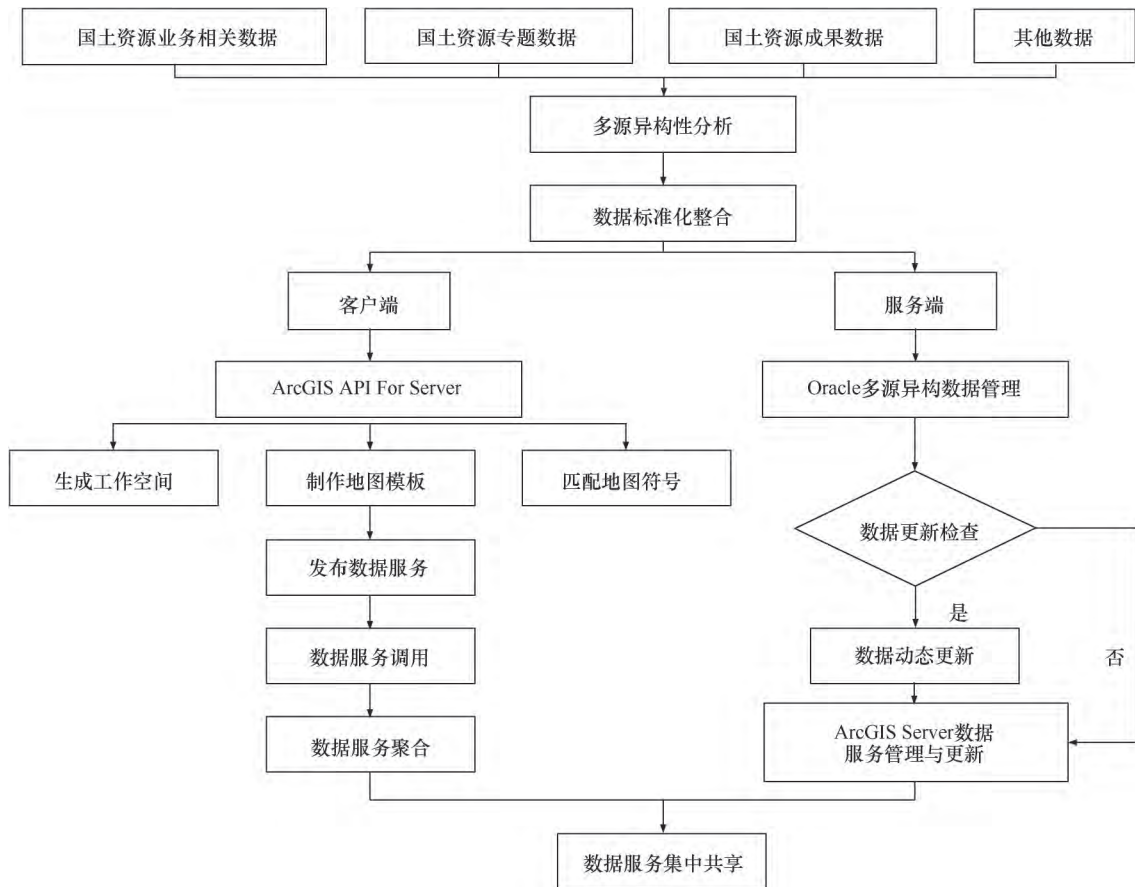 国土资源业务相关数据
国土资源专题数据
国土资源成果数据
其他数据
多源异构性分析
数据标准化整合
客户端
服务端
ArcGIS API For Server
Oracle多源异构数据管理
生成工作空间
制作地图模板
匹配地图符号
数据更新检查
发布数据服务
是
数据服务调用
数据动态更新
否
数据服务聚合
ArcGIS Server数据
服务管理与更新
数据服务集中共享